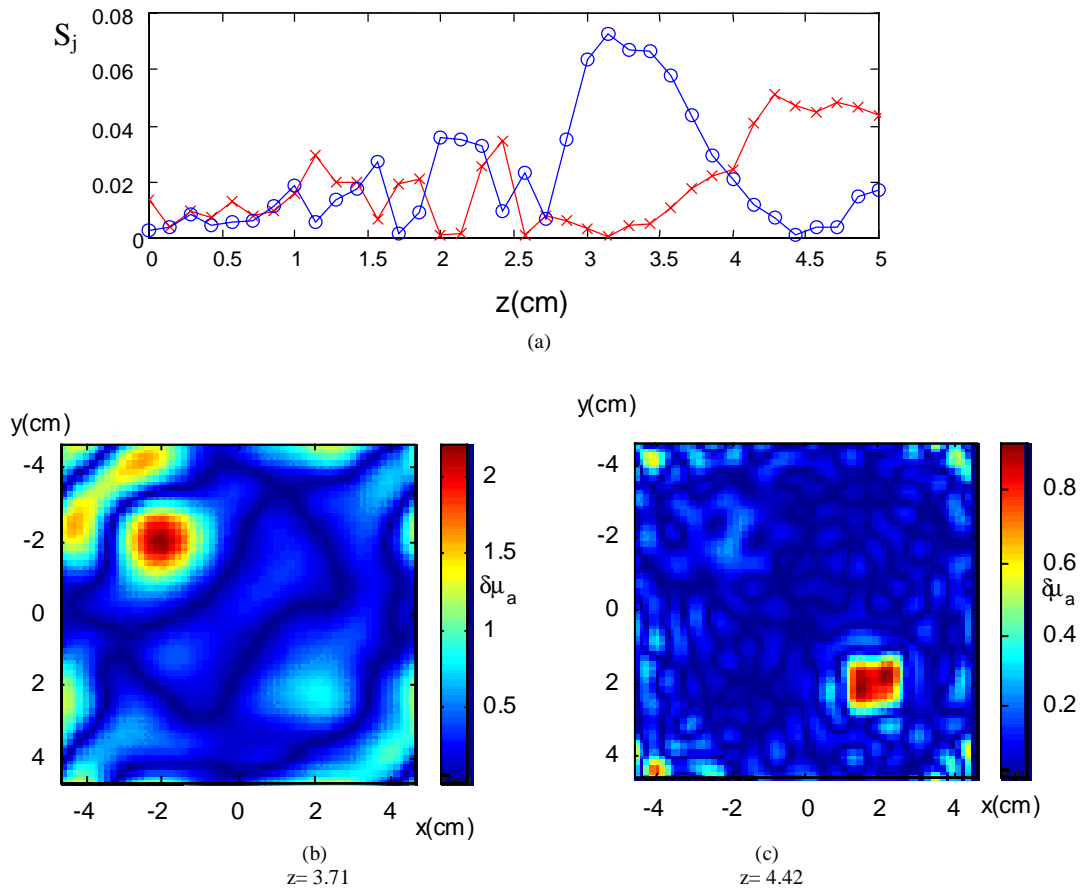 S_j
0.08
0.06
0.04
0.02
0
0 0.5 1 1.5 2 2.5 3 3.5 4 4.5 5
z(cm)
(a)
y(cm)
-4
-2
0
2
4
-4 -2 0 2 4
x(cm)
2
1.5
δμ_a
1
0.5
(b)
z= 3.71
y(cm)
-4
-2
0
2
4
-4 -2 0 2 4
x(cm)
0.8
0.6
δμ_a
0.4
0.2
(c)
z= 4.42